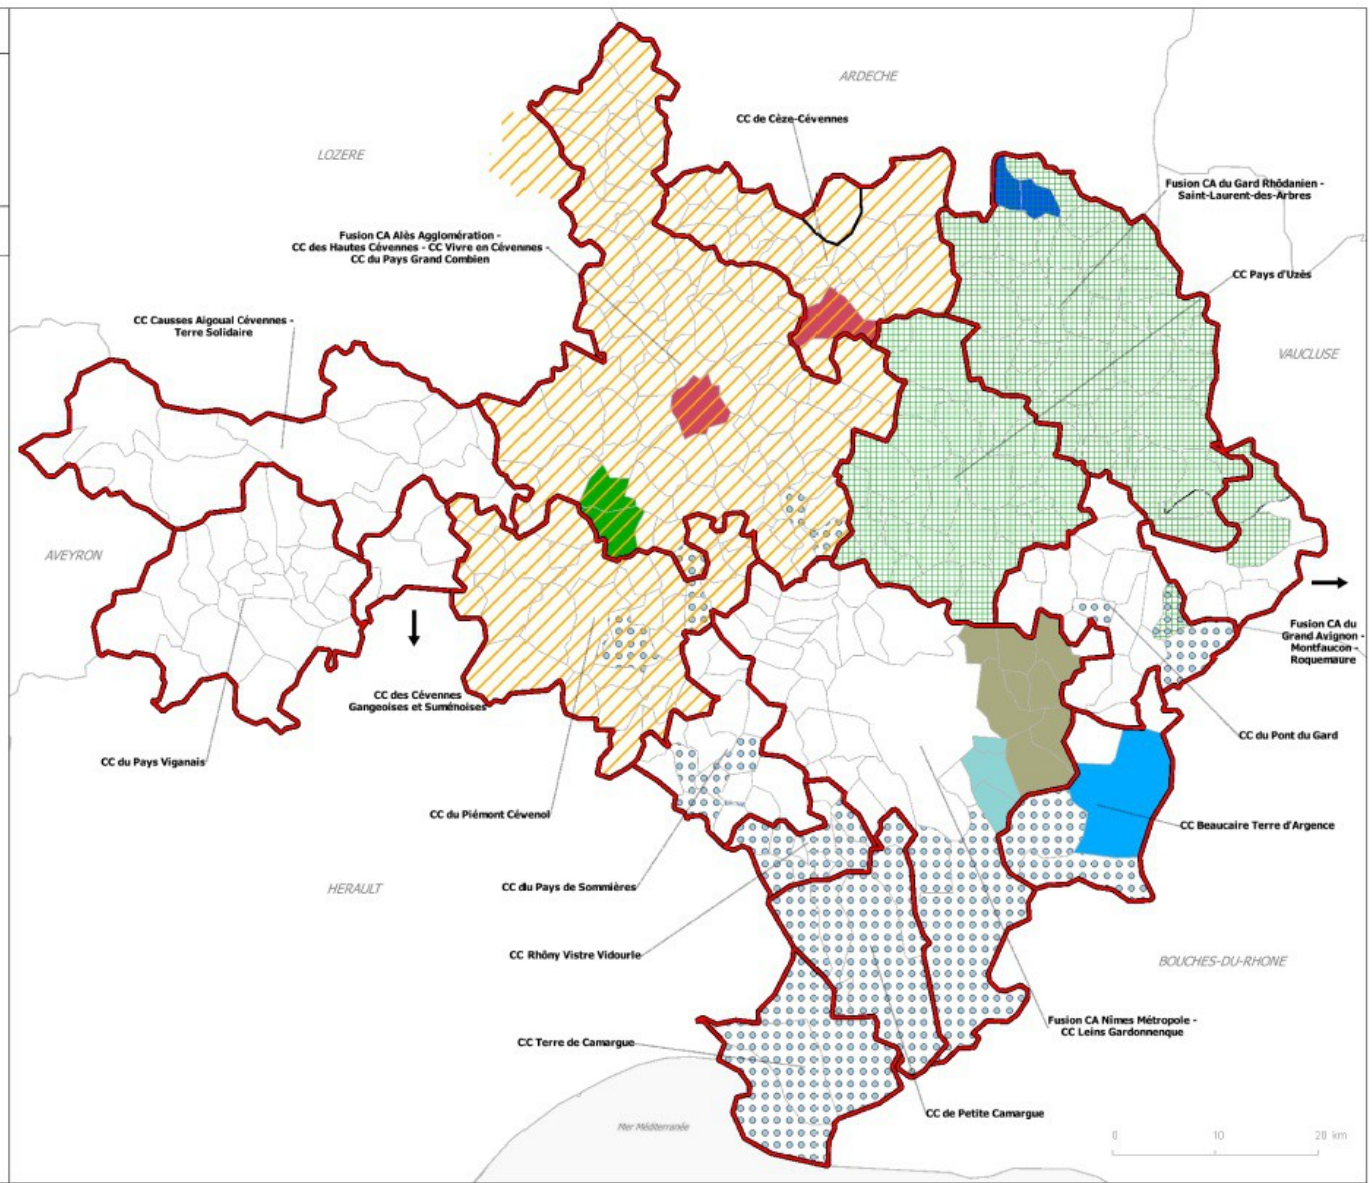 ARDECHE
CC de Cèze-Cévennes
LOZERE
Fusion CA du Gard Rhôdanien -
Saint-Laurent-des-Arbres
Fusion CA Alès Agglomération -
CC des Hautes Cévennes - CC Vivre en Cévennes -
CC du Pays Grand Combien
CC Pays d'Uzès
CC Causses Aigoual Cévennes -
Terre Solidaire
VAUCLUSE
AVEYRON
Fusion CA du
Grand Avignon -
Montfaucon -
Roquemaure
CC des Cévennes
Gangeoises et Suménoises
CC du Pont du Gard
CC du Pays Viganais
CC du Piémont Cévenol
CC Beaucaire Terre d'Argence
HERAULT
CC du Pays de Sommières
CC Rhôny Vistre Vidourle
BOUCHES-DU-RHONE
Fusion CA Nîmes Métropole -
CC Leins Gardonnenque
CC Terre de Camargue
CC de Petite Camargue
Mer Méditerranée
0 10 20 km